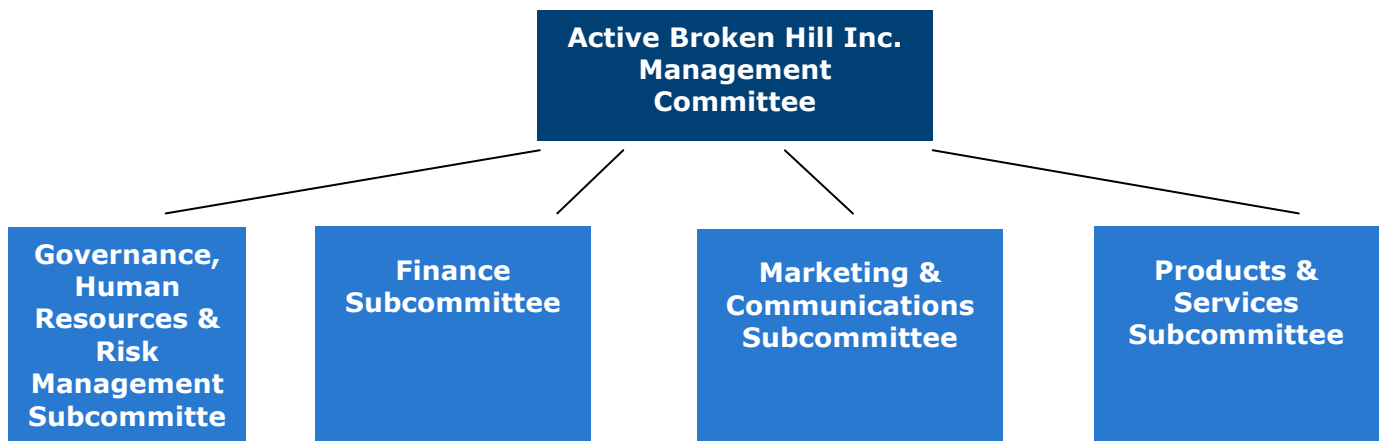 Active Broken Hill Inc.
Management
Committee
Governance,
Human
Resources &
Risk
Management
Subcommitte
Finance
Subcommittee
Marketing &
Communications
Subcommittee
Products &
Services
Subcommittee